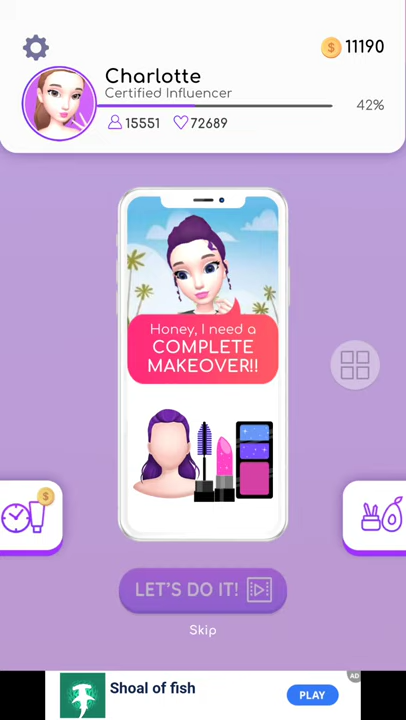 11190
Charlotte
Certified Influencer
42%
15551 72689
Honey, I need a
COMPLETE
MAKEOVER!!
LET'S DO IT!
Skip
Shoal of fish
PLAY
AD